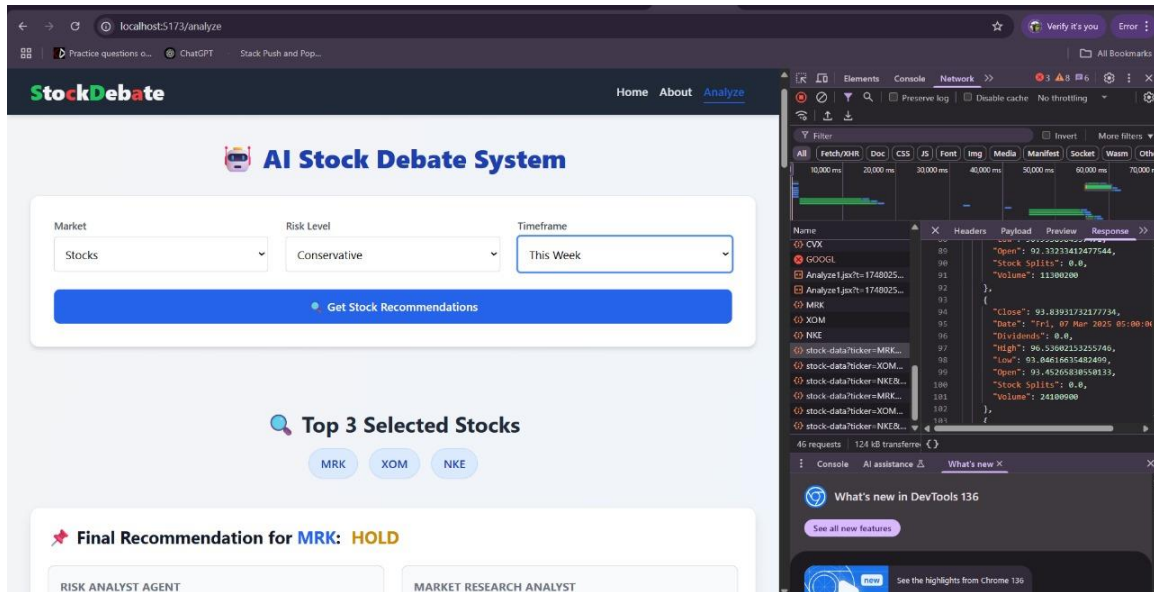 localhost:5173/analyze
Verify it's you
Error
Practice questions o...
ChatGPT
Stack Push and Pop...
All Bookmarks
StockDebate
Home
About
Analyze
AI Stock Debate System
Market
Risk Level
Timeframe
Stocks
Conservative
This Week
Get Stock Recommendations
Top 3 Selected Stocks
MRK
XOM
NKE
Final Recommendation for MRK: HOLD
RISK ANALYST AGENT
MARKET RESEARCH ANALYST
Elements
Console
Network
3
8
6
Preserve log
Disable cache
No throttling
Filter
Invert
More filters
All
Fetch/XHR
Doc
CSS
JS
Font
Img
Media
Manifest
Socket
Wasm
Oth
10,000 ms
20,000 ms
30,000 ms
40,000 ms
50,000 ms
60,000 ms
70,000
Name
CVX
GOOGL
Analyze1.jsx?t=1748025...
Analyze1.jsx?t=1748025...
MRK
XOM
NKE
stock-data?ticker=MRK...
stock-data?ticker=XOM...
stock-data?ticker=NKE&...
stock-data?ticker=MRK...
stock-data?ticker=XOM...
stock-data?ticker=NKE&...
Headers
Payload
Preview
Response
89 "Open": 92.33233412477544,
90 "Stock Splits": 0.0,
91 "Volume": 11300200
92 },
93 {
94 "Close": 93.83931732177734,
95 "Date": "Fri, 07 Mar 2025 05:00:00
96 "Dividends": 0.0,
97 "High": 96.53602153255746,
98 "Low": 93.04616635482499,
99 "Open": 93.45265830550133,
100 "Stock Splits": 0.0,
101 "Volume": 24100900
102 },
103 {
46 requests
124 kB transferre
Console
AI assistance
What's new
What's new in DevTools 136
See all new features
new
See the highlights from Chrome 136